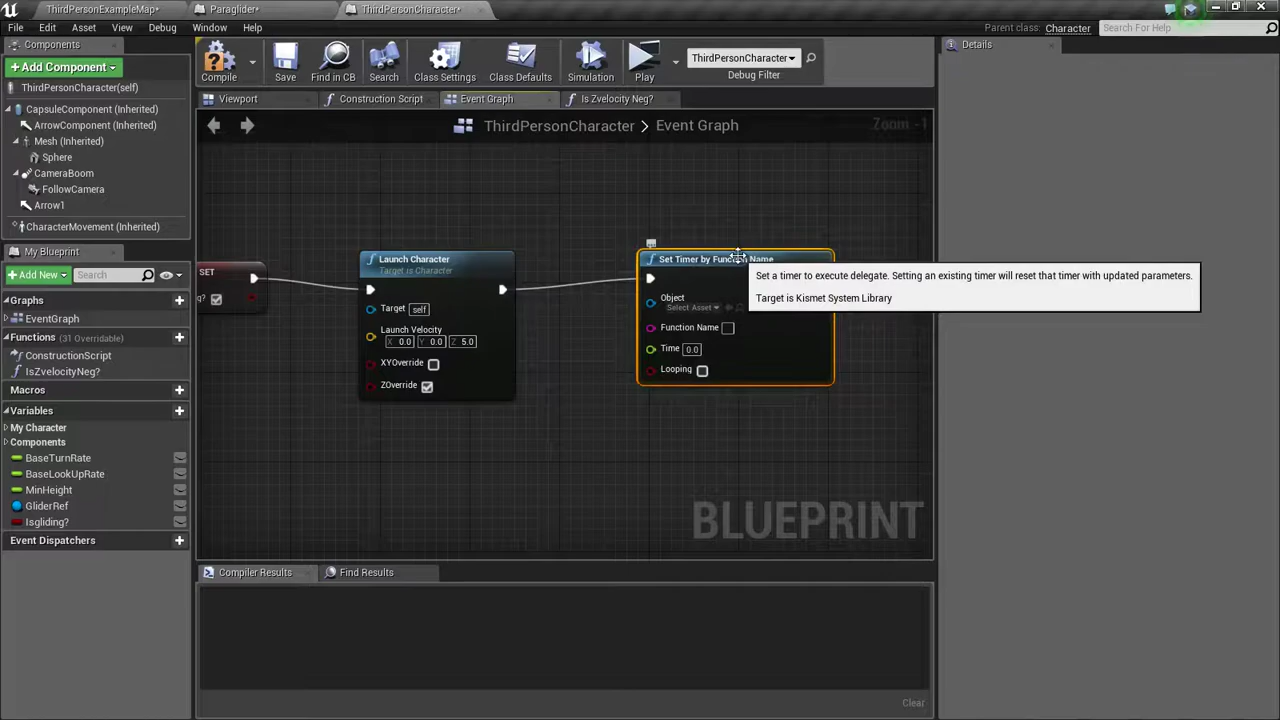 ThirdPersonExampleMap*
Paraglider*
ThirdPersonCharacter*
File Edit Asset View Debug Window Help
Parent class: Character
Search For Help
Components
Details
+Add Component
Compile
Save
Find in CB
Search
Class Settings
Class Defaults
Simulation
Play
ThirdPersonCharacter
Debug Filter
ThirdPersonCharacter(self)
CapsuleComponent (Inherited)
ArrowComponent (Inherited)
Mesh (Inherited)
Sphere
CameraBoom
FollowCamera
Arrow1
CharacterMovement (Inherited)
Viewport
Construction Script
Event Graph
Is Zvelocity Neg?
ThirdPersonCharacter > Event Graph
Zoom -1
My Blueprint
+Add New
Search
Graphs
EventGraph
Functions (31 Overridable)
ConstructionScript
IsZvelocityNeg?
Macros
Variables
My Character
Components
BaseTurnRate
BaseLookUpRate
MinHeight
GliderRef
Isgliding?
Event Dispatchers
SET
g?
Launch Character
Target is Character
Target self
Launch Velocity
X 0.0 Y 0.0 Z 5.0
XYOverride
ZOverride
Set Timer by Function Name
Object
Select Asset
Function Name
Time 0.0
Looping
Set a timer to execute delegate. Setting an existing timer will reset that timer with updated parameters.
Target is Kismet System Library
BLUEPRINT
Compiler Results
Find Results
Clear